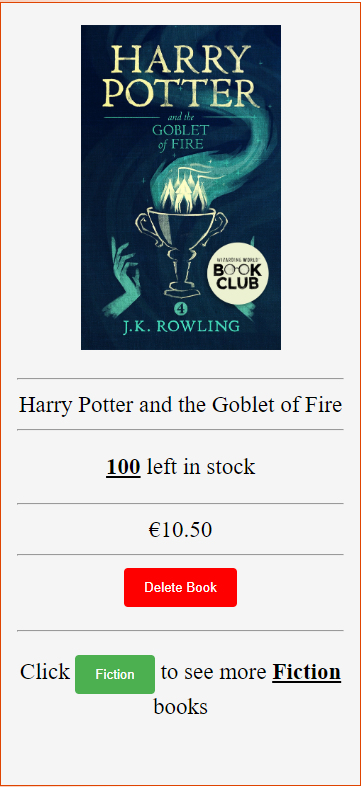 HARRY
POTTER
and the
GOBLET
of FIRE
WIZARDING WORLD
BOOK
CLUB
4
J.K. ROWLING
Harry Potter and the Goblet of Fire
100 left in stock
€10.50
Delete Book
Click Fiction to see more Fiction
books